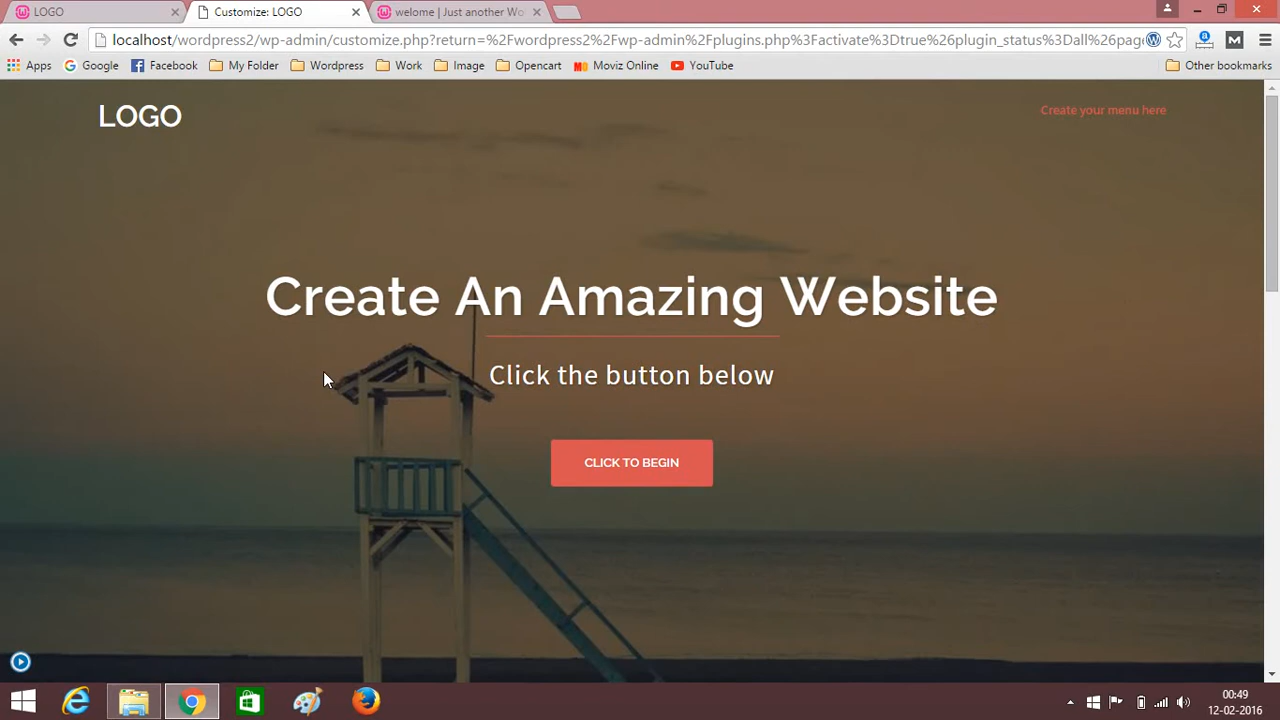 LOGO
Customize: LOGO
welome | Just another Wo
localhost/wordpress2/wp-admin/customize.php?return=%2Fwordpress2%2Fwp-admin%2Fplugins.php%3Factivate%3Dtrue%26plugin_status%3Dall%26pag
Apps
Google
Facebook
My Folder
Wordpress
Work
Image
Opencart
Moviz Online
YouTube
Other bookmarks
LOGO
Create your menu here
Create An Amazing Website
Click the button below
CLICK TO BEGIN
00:49
12-02-2016